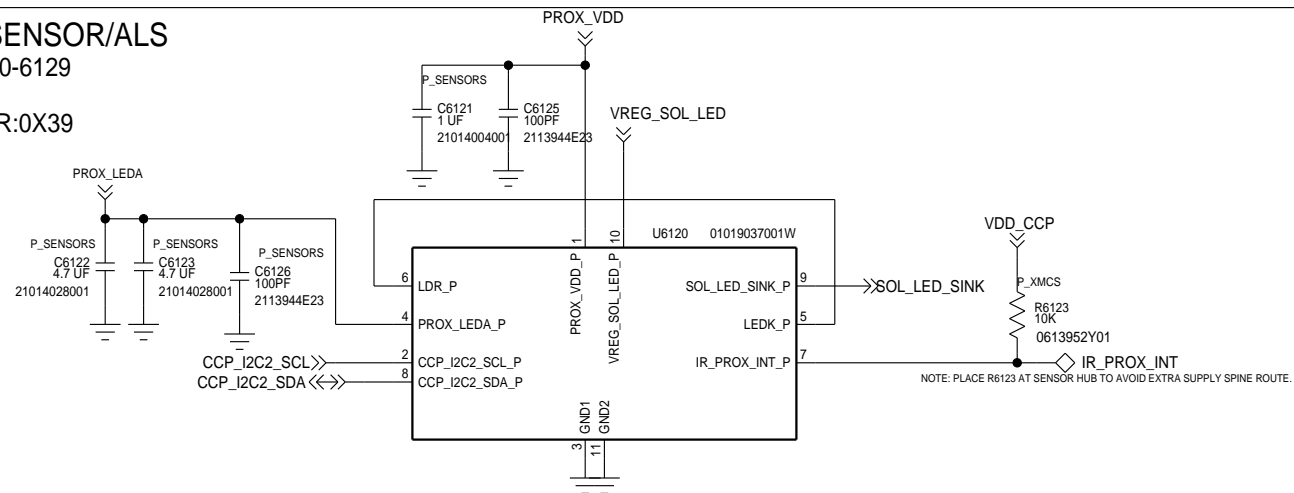 SENSOR/ALS
0-6129
R:0X39
PROX_VDD
P_SENSORS
C6121
1 UF
21014004001
C6125
100PF
2113944E23
VREG_SOL_LED
PROX_LEDA
P_SENSORS
C6122
4.7 UF
21014028001
P_SENSORS
C6123
4.7 UF
21014028001
P_SENSORS
C6126
100PF
2113944E23
U6120 01019037001W
1
PROX_VDD_P
10
VREG_SOL_LED_P
6
LDR_P
4
PROX_LEDA_P
CCP_I2C2_SCL
2
CCP_I2C2_SCL_P
CCP_I2C2_SDA
8
CCP_I2C2_SDA_P
SOL_LED_SINK_P
9
SOL_LED_SINK
LEDK_P
5
IR_PROX_INT_P
7
GND1
3
GND2
11
VDD_CCP
P_XMCS
R6123
10K
0613952Y01
IR_PROX_INT
NOTE: PLACE R6123 AT SENSOR HUB TO AVOID EXTRA SUPPLY SPINE ROUTE.